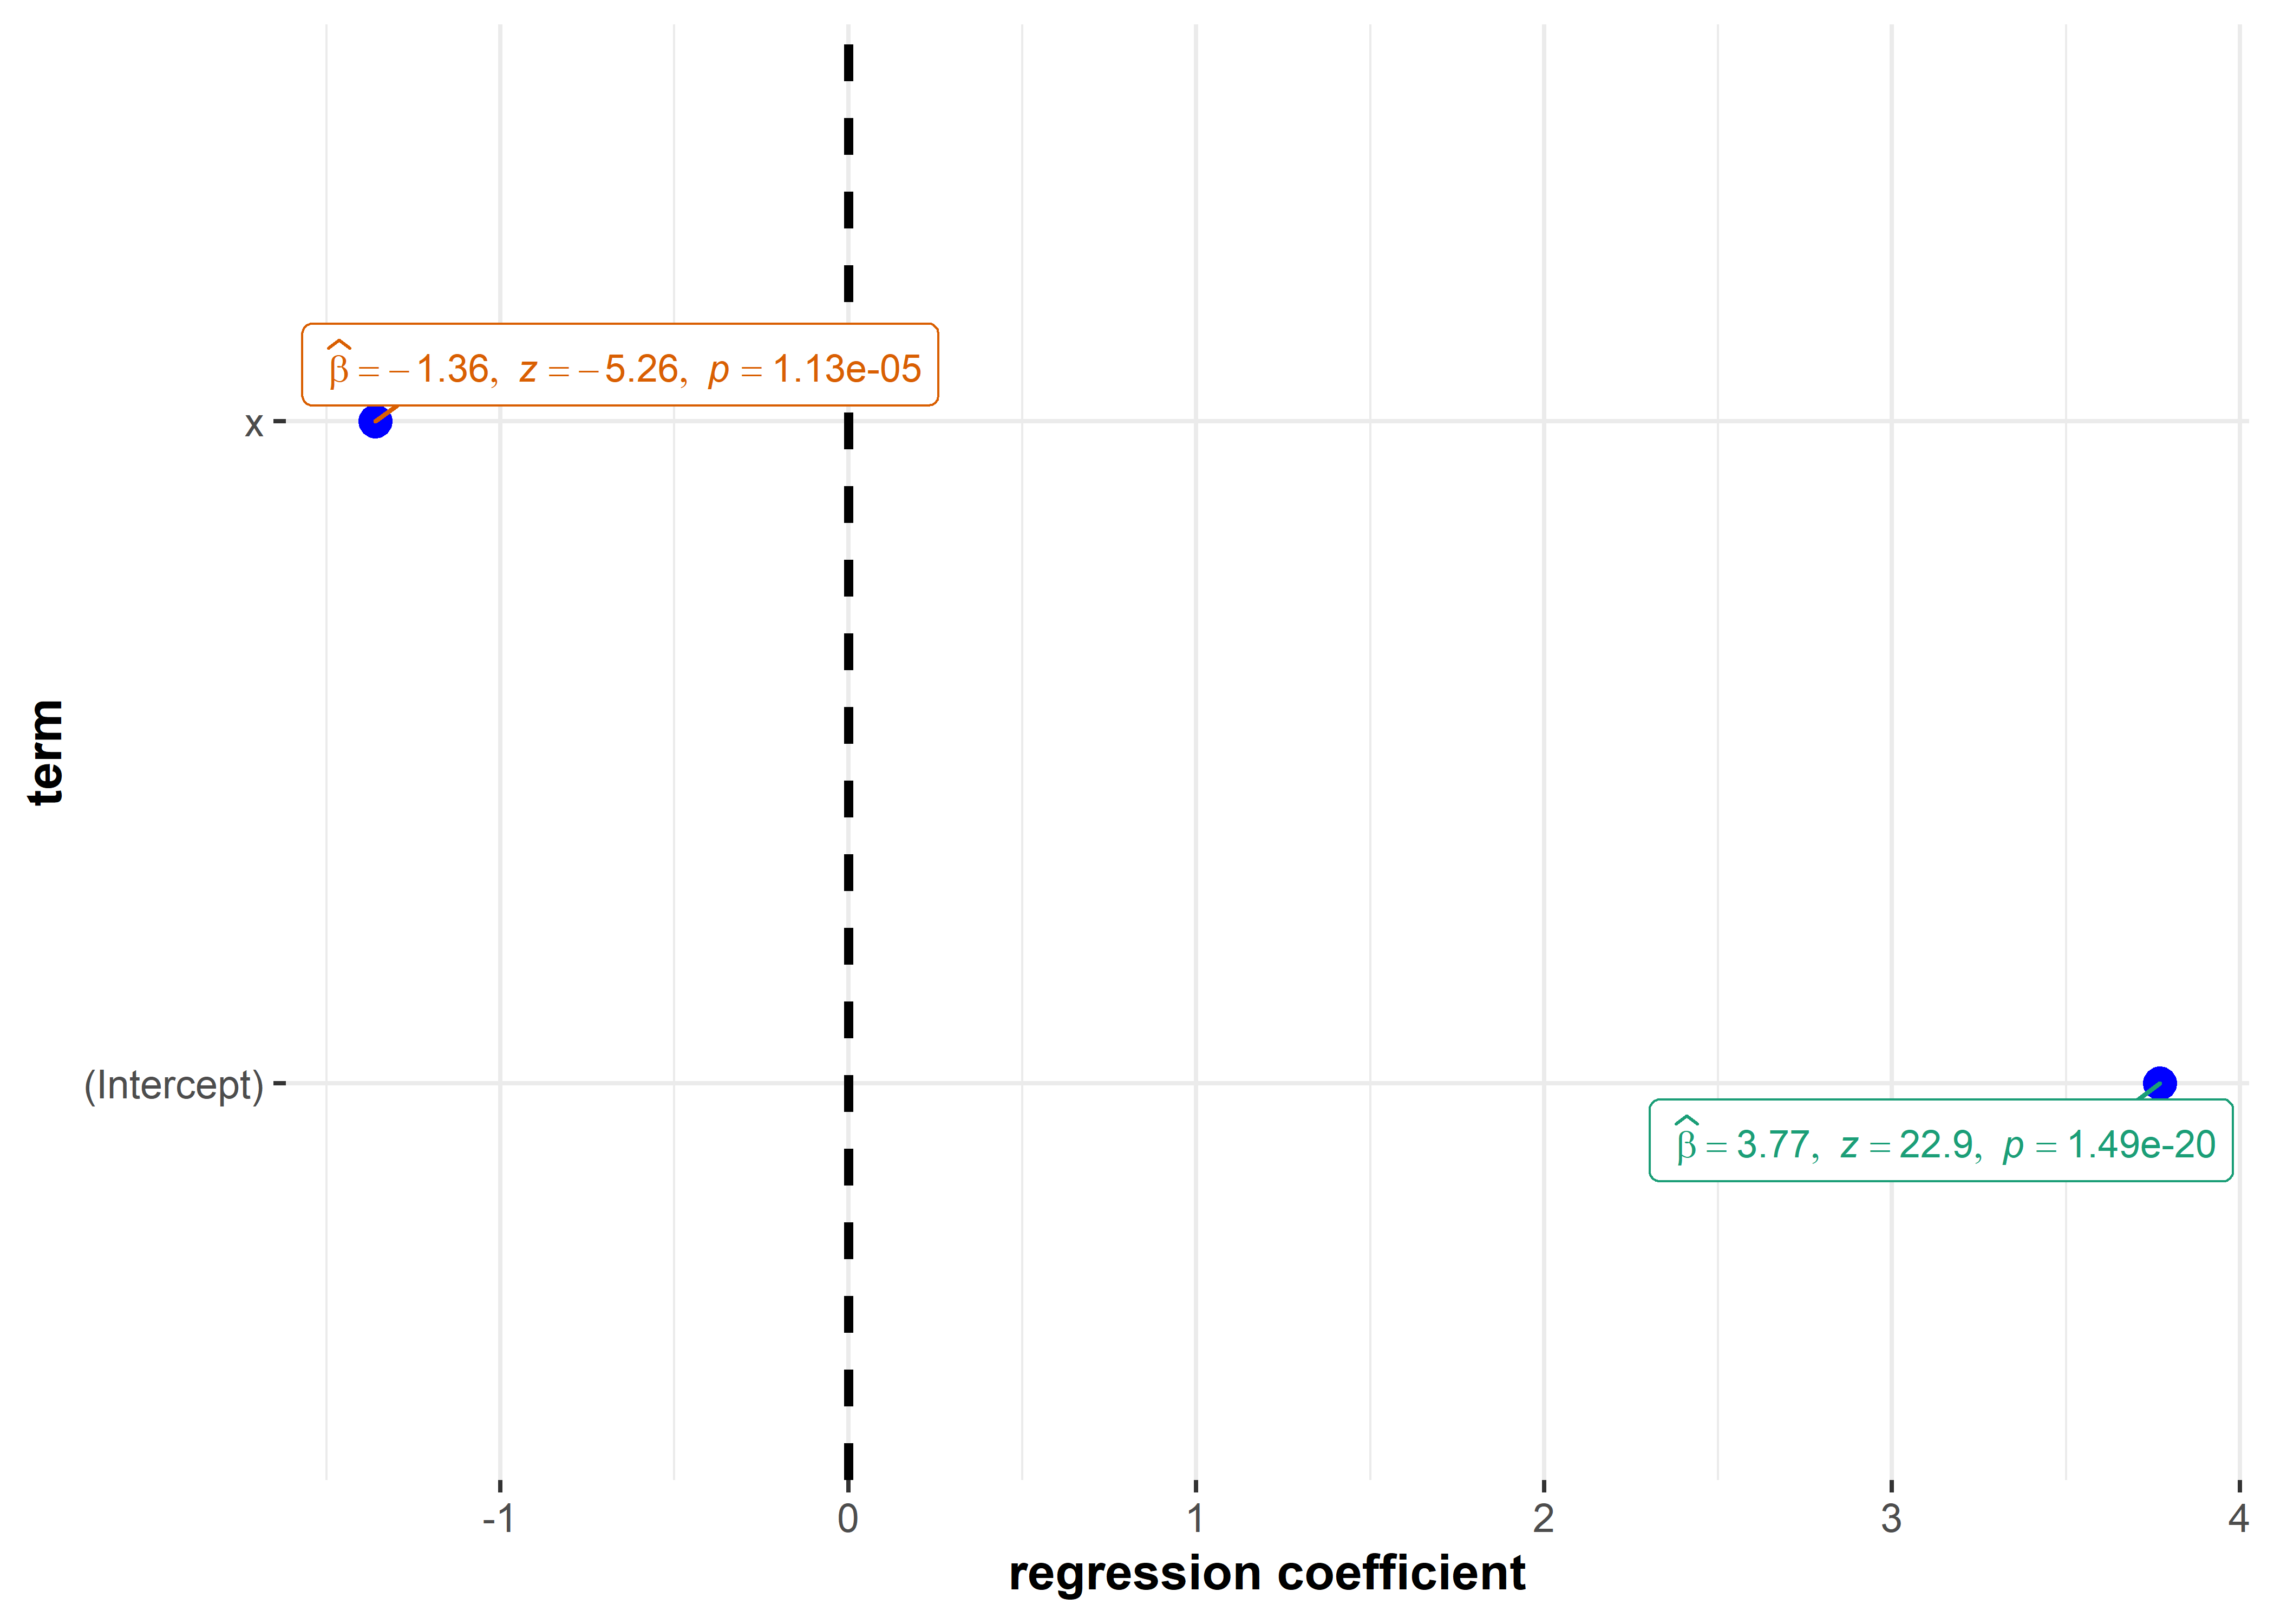 β̂ = −1.36, z = −5.26, p = 1.13e-05
x
term
(Intercept)
β̂ = 3.77, z = 22.9, p = 1.49e-20
-1 0 1 2 3 4
regression coefficient